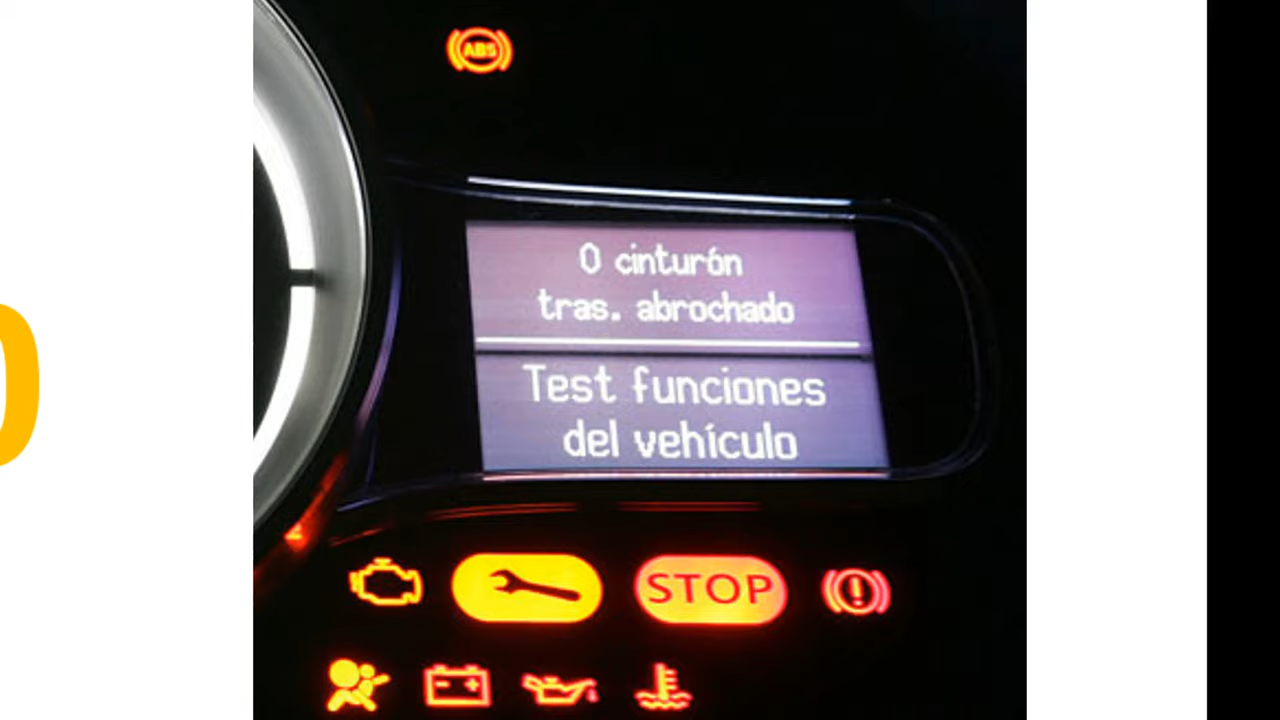 ABS
0 cinturón
tras. abrochado
Test funciones
del vehículo
STOP